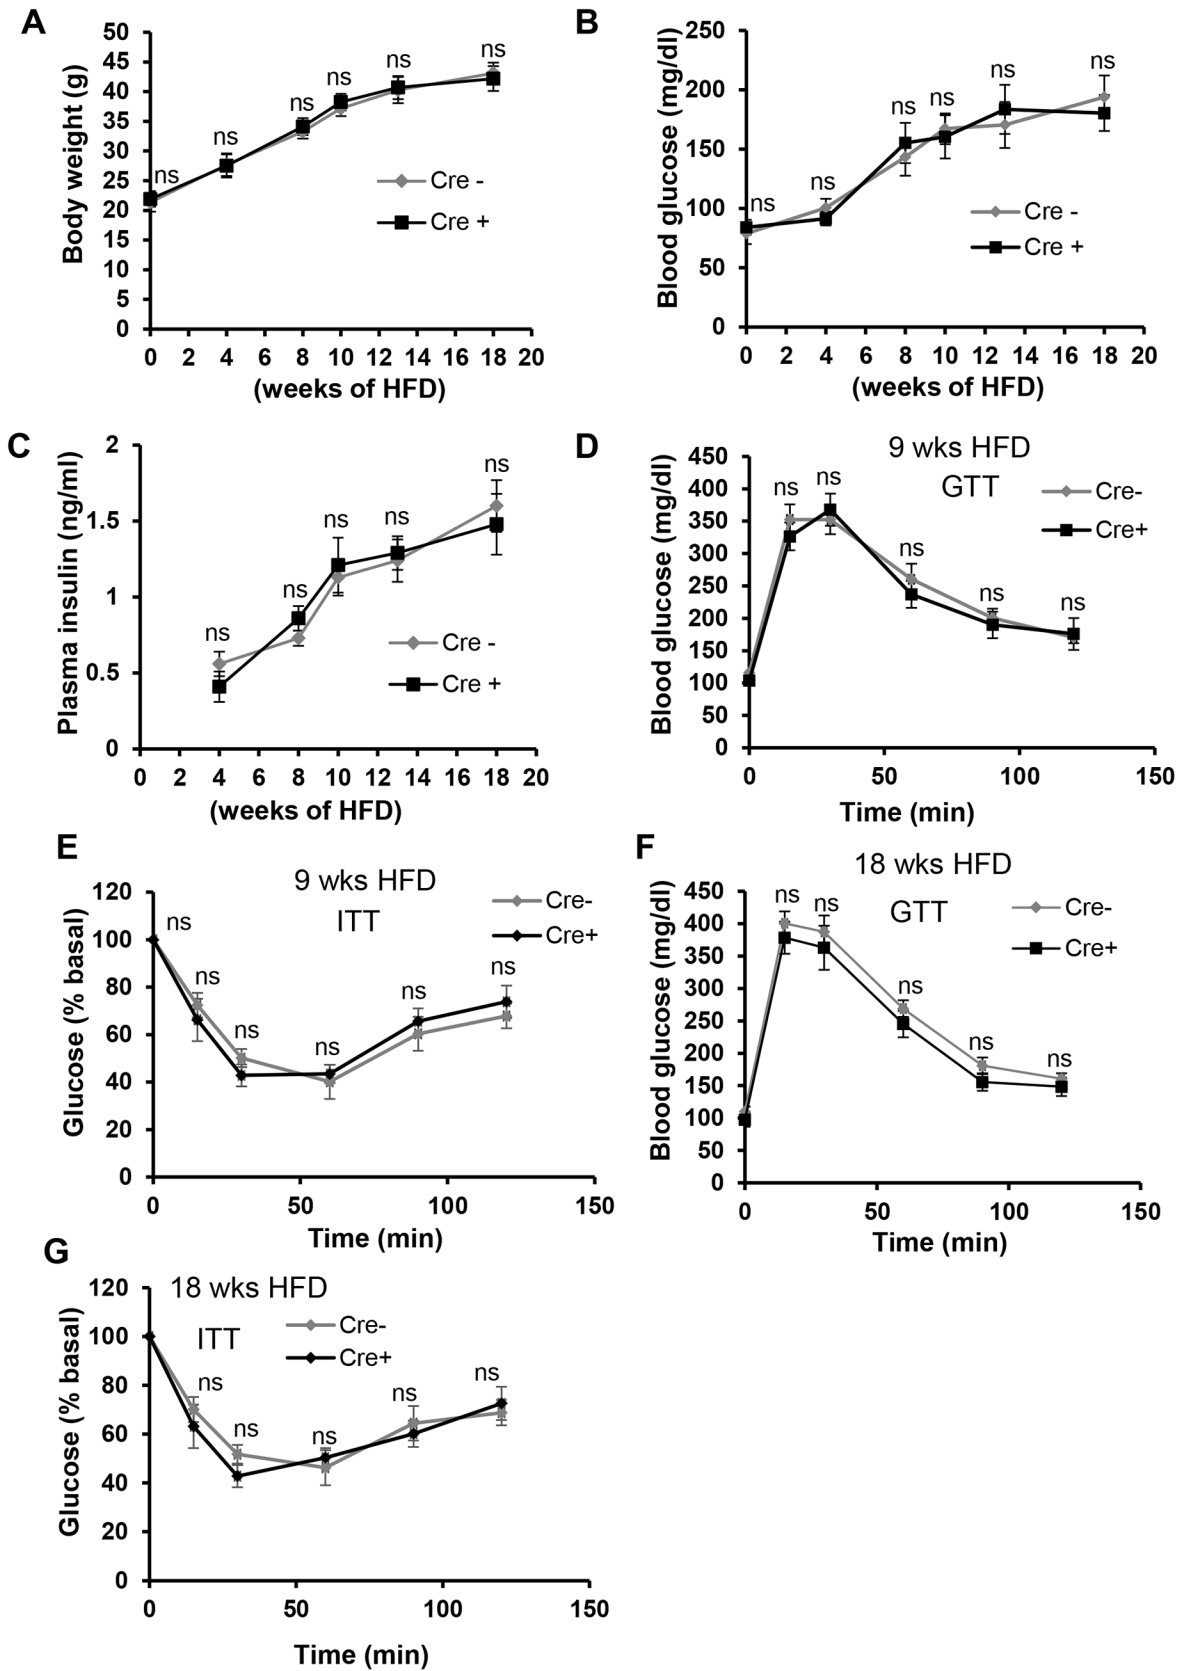 A
Body weight (g)
50
45
40
35
30
25
20
15
10
5
0
ns
ns
ns
ns
ns
ns
Cre -
Cre +
0 2 4 6 8 10 12 14 16 18 20
(weeks of HFD)
B
Blood glucose (mg/dl)
250
200
150
100
50
0
ns
ns
ns
ns
ns
ns
Cre -
Cre +
0 2 4 6 8 10 12 14 16 18 20
(weeks of HFD)
C
Plasma insulin (ng/ml)
2
1.5
1
0.5
0
ns
ns
ns
ns
ns
Cre -
Cre +
0 2 4 6 8 10 12 14 16 18 20
(weeks of HFD)
D
9 wks HFD
GTT
Blood glucose (mg/dl)
450
400
350
300
250
200
150
100
50
0
ns
ns
ns
ns
ns
Cre-
Cre+
0 50 100 150
Time (min)
E
9 wks HFD
ITT
Glucose (% basal)
120
100
80
60
40
20
0
ns
ns
ns
ns
ns
ns
Cre-
Cre+
0 50 100 150
Time (min)
F
18 wks HFD
GTT
Blood glucose (mg/dl)
450
400
350
300
250
200
150
100
50
0
ns
ns
ns
ns
ns
Cre-
Cre+
0 50 100 150
Time (min)
G
18 wks HFD
ITT
Glucose (% basal)
120
100
80
60
40
20
0
ns
ns
ns
ns
ns
Cre-
Cre+
0 50 100 150
Time (min)